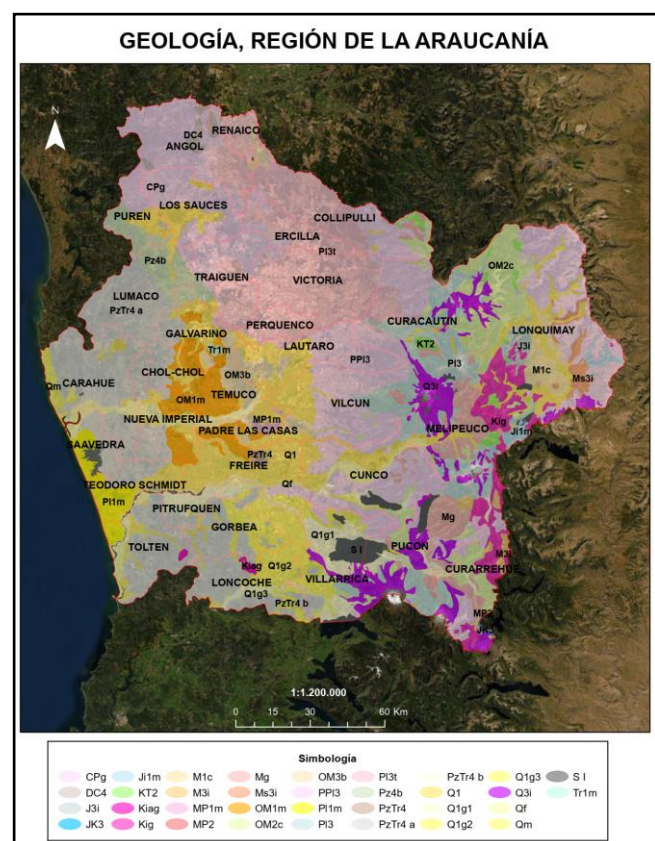 GEOLOGÍA, REGIÓN DE LA ARAUCANÍA
N
RENAICO
DC4
ANGOL
CPg
LOS SAUCES
PUREN
COLLIPULLI
ERCILLA
Pl3t
Pz4b
OM2c
TRAIGUEN
VICTORIA
LUMACO
PzTr4 a
PERQUENCO
CURACAUTIN
LONQUIMAY
GALVARINO
LAUTARO
KT2
J3i
Tr1m
PPl3
Pl3
CHOL-CHOL
OM3b
M1c
Ms3i
Qm
CARAHUE
TEMUCO
Q3i
OM1m
VILCUN
NUEVA IMPERIAL
MP1m
Kig
PADRE LAS CASAS
MELIPEUCO
Ji1m
SAAVEDRA
PzTr4
Q1
FREIRE
CUNCO
TEODORO SCHMIDT
Qf
Pl1m
PITRUFQUEN
Mg
GORBEA
Q1g1
TOLTEN
S I
PUCON
M3i
Kiag
Q1g2
CURARREHUE
LONCOCHE
VILLARRICA
Q1g3
PzTr4 b
MP2
JK3
1:1.200.000
0 15 30 60 Km
Simbología
CPg Ji1m M1c Mg OM3b Pl3t PzTr4 b Q1g3 S I
DC4 KT2 M3i Ms3i PPl3 Pz4b Q1 Q3i Tr1m
J3i Kiag MP1m OM1m Pl1m PzTr4 Q1g1 Qf
JK3 Kig MP2 OM2c Pl3 PzTr4 a Q1g2 Qm